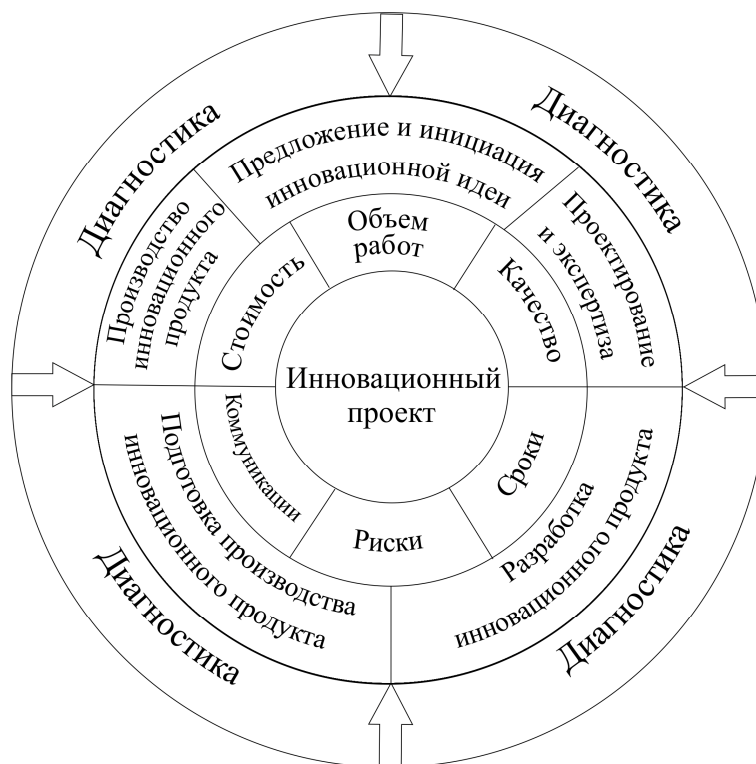 Диагностика
Диагностика
Предложение и инициация
инновационной идеи
Производство
инновационного
продукта
Проектирование
и экспертиза
Объем
работ
Стоимость
Качество
Инновационный
проект
Коммуникации
Сроки
Риски
Подготовка производства
инновационного продукта
Разработка
инновационного продукта
Диагностика
Диагностика